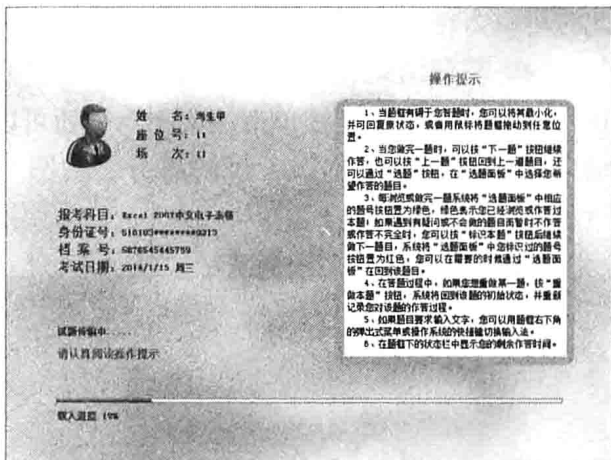 操作提示
姓 名：考生甲
座位号：11
场 次：11
报考科目：Excel 2007中文电子表格
身份证号：510103********0213
档案号：5876545445759
考试日期：2014/1/15 周三
试题传输中.....
请认真阅读操作提示
载入进度 19%
1、当题框有碍于您答题时，您可以将其最小化，
并可回复原状态，或者用鼠标将题框拖动到任意位
置。
2、当您做完一题时，可以按“下一题”按钮继续
作答，也可以按“上一题”按钮回到上一道题目，还
可以通过“选题”按钮，在“选题面板”中选择您希
望作答的题目。
3、每浏览或做完一题系统将“选题面板”中相应
的题号按钮置为绿色，绿色表示您已经浏览或作答过
本题；如果遇到有疑问或不会做的题目而暂时不作答
或作答不完全时，您可以按“标识本题”按钮后继续
做下一题目，系统将“选题面板”中您标识过的题号
按钮置为红色，您可以在需要的时候通过“选题面
板”在回到该题目。
4、在答题过程中，如果您想重做某一题，按“重
做本题”按钮，系统将回到该题的初始状态，并重新
记录您对该题的作答过程。
5、如果题目要求输入文字，您可以用题框右下角
的弹出式菜单或操作系统的快捷键切换输入法。
6、在题框下的状态栏中显示您的剩余作答时间。